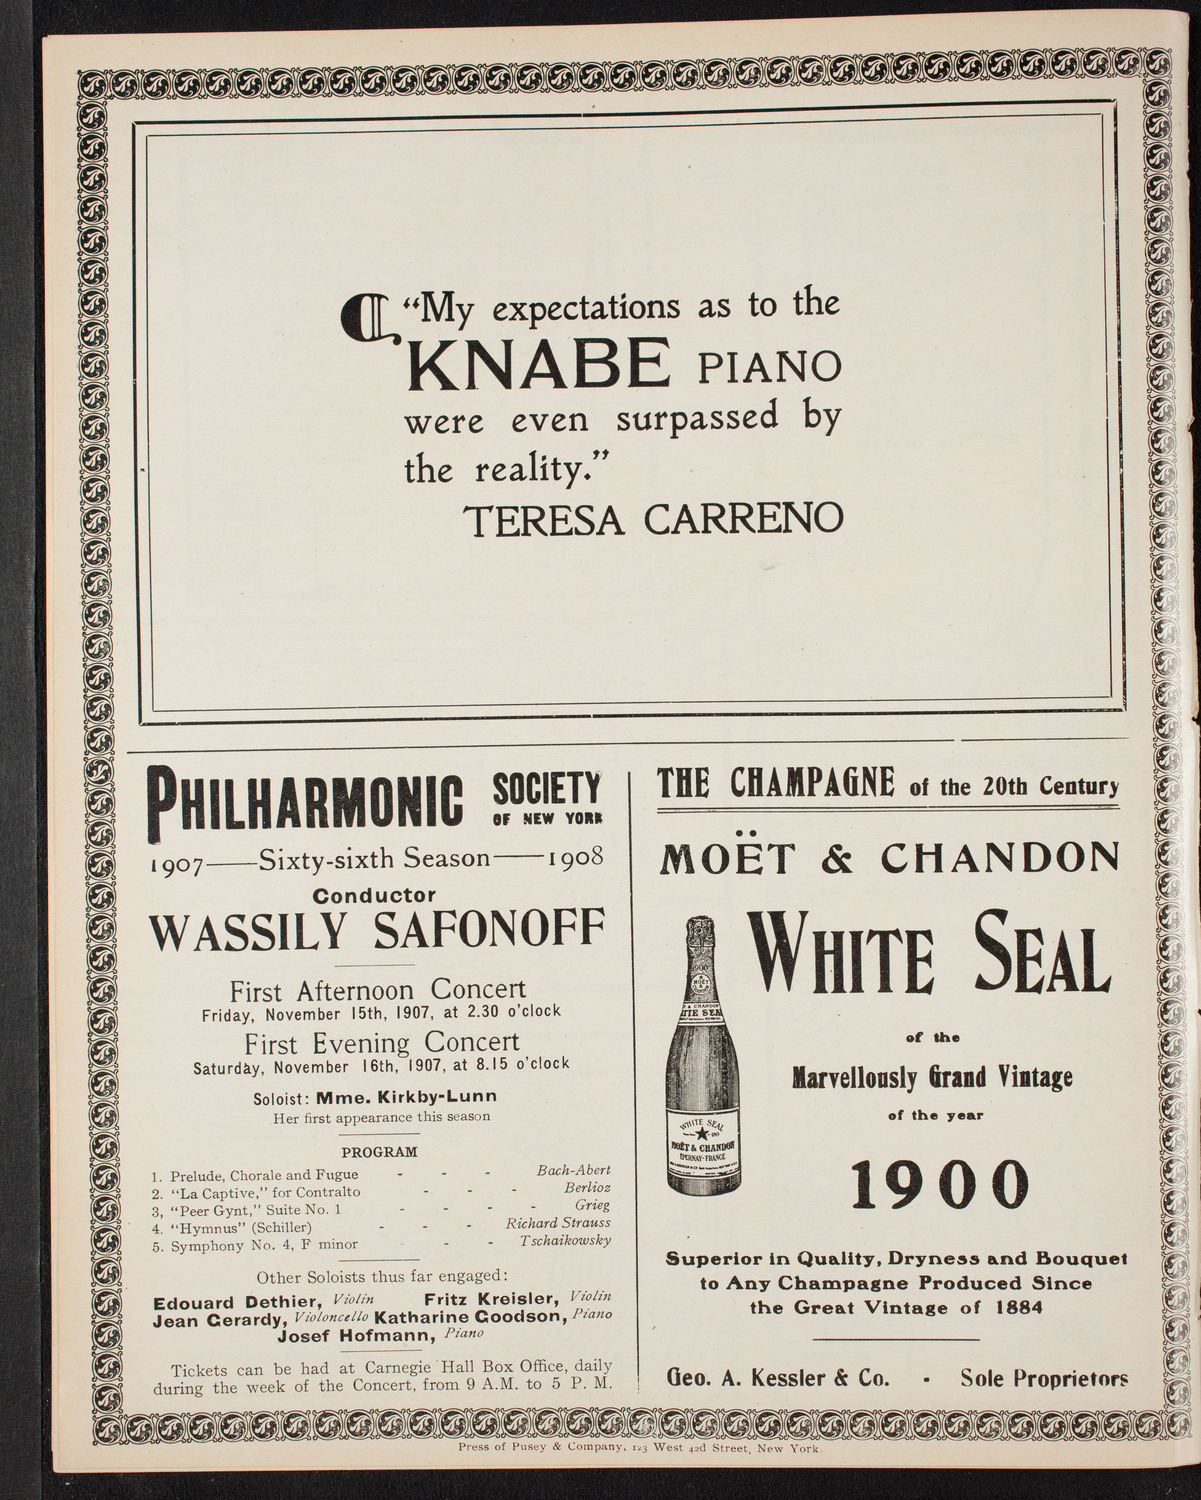 "My expectations as to the
KNABE PIANO
were even surpassed by
the reality."
TERESA CARRENO
PHILHARMONIC SOCIETY OF NEW YORK
1907——Sixty-sixth Season——1908
Conductor
WASSILY SAFONOFF
First Afternoon Concert
Friday, November 15th, 1907, at 2.30 o'clock
First Evening Concert
Saturday, November 16th, 1907, at 8.15 o'clock
Soloist: Mme. Kirkby-Lunn
Her first appearance this season
PROGRAM
1. Prelude, Chorale and Fugue - - - Bach-Abert
2. "La Captive," for Contralto - - - Berlioz
3, "Peer Gynt," Suite No. 1 - - - - Grieg
4. "Hymnus" (Schiller) - - - Richard Strauss
5. Symphony No. 4, F minor - - - Tschaikowsky
Other Soloists thus far engaged:
Edouard Dethier, Violin Fritz Kreisler, Violin
Jean Gerardy, Violoncello Katharine Goodson, Piano
Josef Hofmann, Piano
Tickets can be had at Carnegie Hall Box Office, daily
during the week of the Concert, from 9 A.M. to 5 P. M.
THE CHAMPAGNE of the 20th Century
MOËT & CHANDON
WHITE SEAL
of the
Marvellously Grand Vintage
of the year
1900
WHITE SEAL
MOËT & CHANDON
EPERNAY-FRANCE
Superior in Quality, Dryness and Bouquet
to Any Champagne Produced Since
the Great Vintage of 1884
Geo. A. Kessler & Co. - Sole Proprietors
Press of Pusey & Company, 123 West 42d Street, New York.